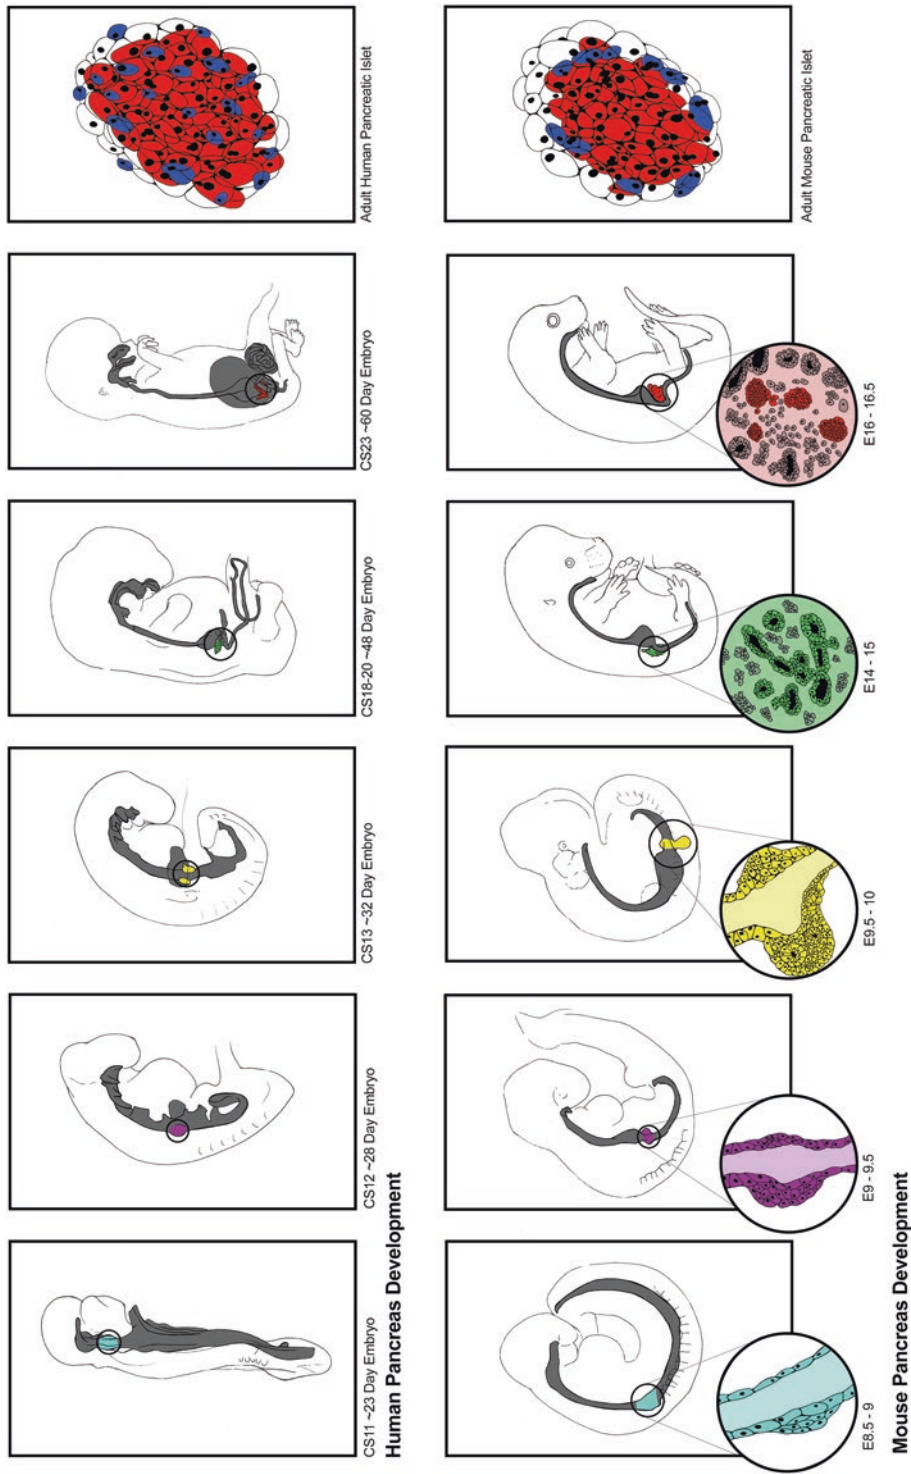 Human Pancreas Development
CS11 ~23 Day Embryo
CS12 ~28 Day Embryo
CS13 ~32 Day Embryo
CS18-20 ~48 Day Embryo
CS23 ~60 Day Embryo
Adult Human Pancreatic Islet
Mouse Pancreas Development
E8.5 - 9
E9 - 9.5
E9.5 - 10
E14 - 15
E16 - 16.5
Adult Mouse Pancreatic Islet